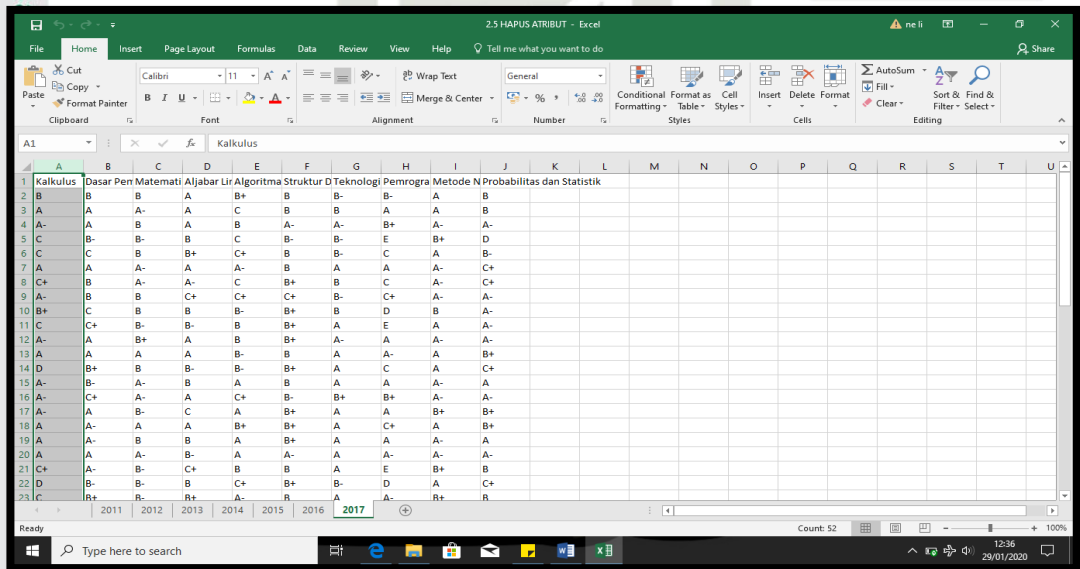 2.5 HAPUS ATRIBUT - Excel
ne li
File Home Insert Page Layout Formulas Data Review View Help Tell me what you want to do Share
Paste Cut Copy Format Painter Clipboard
Calibri 11 B I U Font
Wrap Text Merge & Center Alignment
General % Number
Conditional Formatting Format as Table Cell Styles Styles
Insert Delete Format Cells
AutoSum Fill Clear Sort & Filter Find & Select Editing
A1 fx Kalkulus
A B C D E F G H I J K L M N O P Q R S T U
1 Kalkulus Dasar Pem Matemati Aljabar Lir Algoritma Struktur D Teknologi Pemrogra Metode N Probabilitas dan Statistik
2 B B B A B+ B B- B- A B
3 A A A- A C B B A A B
4 A- A B A B A- A- B+ A- A-
5 C B- B- B C B- B- E B+ D
6 C C B B+ C+ B B- C A B-
7 A A A- A A- B A A A- C+
8 C+ B A- A- C B+ B C A- C+
9 A- B B C+ C+ C+ B- C+ A- A-
10 B+ C B B B- B+ B D B A-
11 C C+ B- B- B B+ A E A A-
12 A- A B+ A B B+ A- A A- A-
13 A A A A B- B A A- A B+
14 D B+ B B- B- B+ A C A C+
15 A- B- A- B A B A A A- A
16 A- C+ A- A C+ B- B+ B+ A- A-
17 A- A B- C A B+ A A B+ B+
18 A A- A A B+ B+ A C+ A B+
19 A A- B B A B+ A A A- A
20 A A- A- B- A A- A A- A- A-
21 C+ A- B- C+ B B A E B+ B
22 D B- B- B C+ B+ B- D A C+
23 C B+ B- B+ A- B A A- B+ B
2011 2012 2013 2014 2015 2016 2017
Ready Count: 52 100%
Type here to search
12:36
29/01/2020